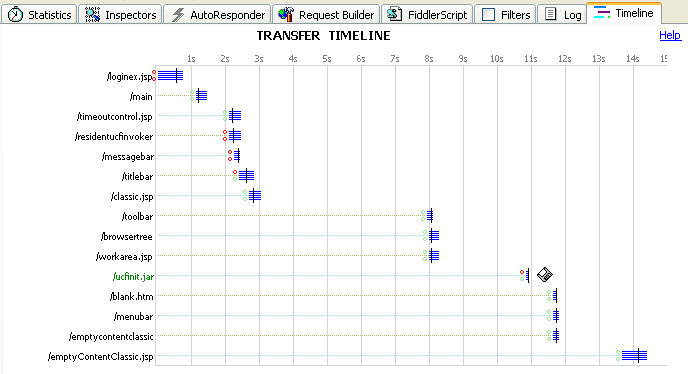 Statistics Inspectors AutoResponder Request Builder FiddlerScript Filters Log Timeline
TRANSFER TIMELINE
Help
1s 2s 3s 4s 5s 6s 7s 8s 9s 10s 11s 12s 13s 14s 15
/loginex.jsp
/main
/timeoutcontrol.jsp
/residentucfinvoker
/messagebar
/titlebar
/classic.jsp
/toolbar
/browsertree
/workarea.jsp
/ucfinit.jar
/blank.htm
/menubar
/emptycontentclassic
/emptyContentClassic.jsp